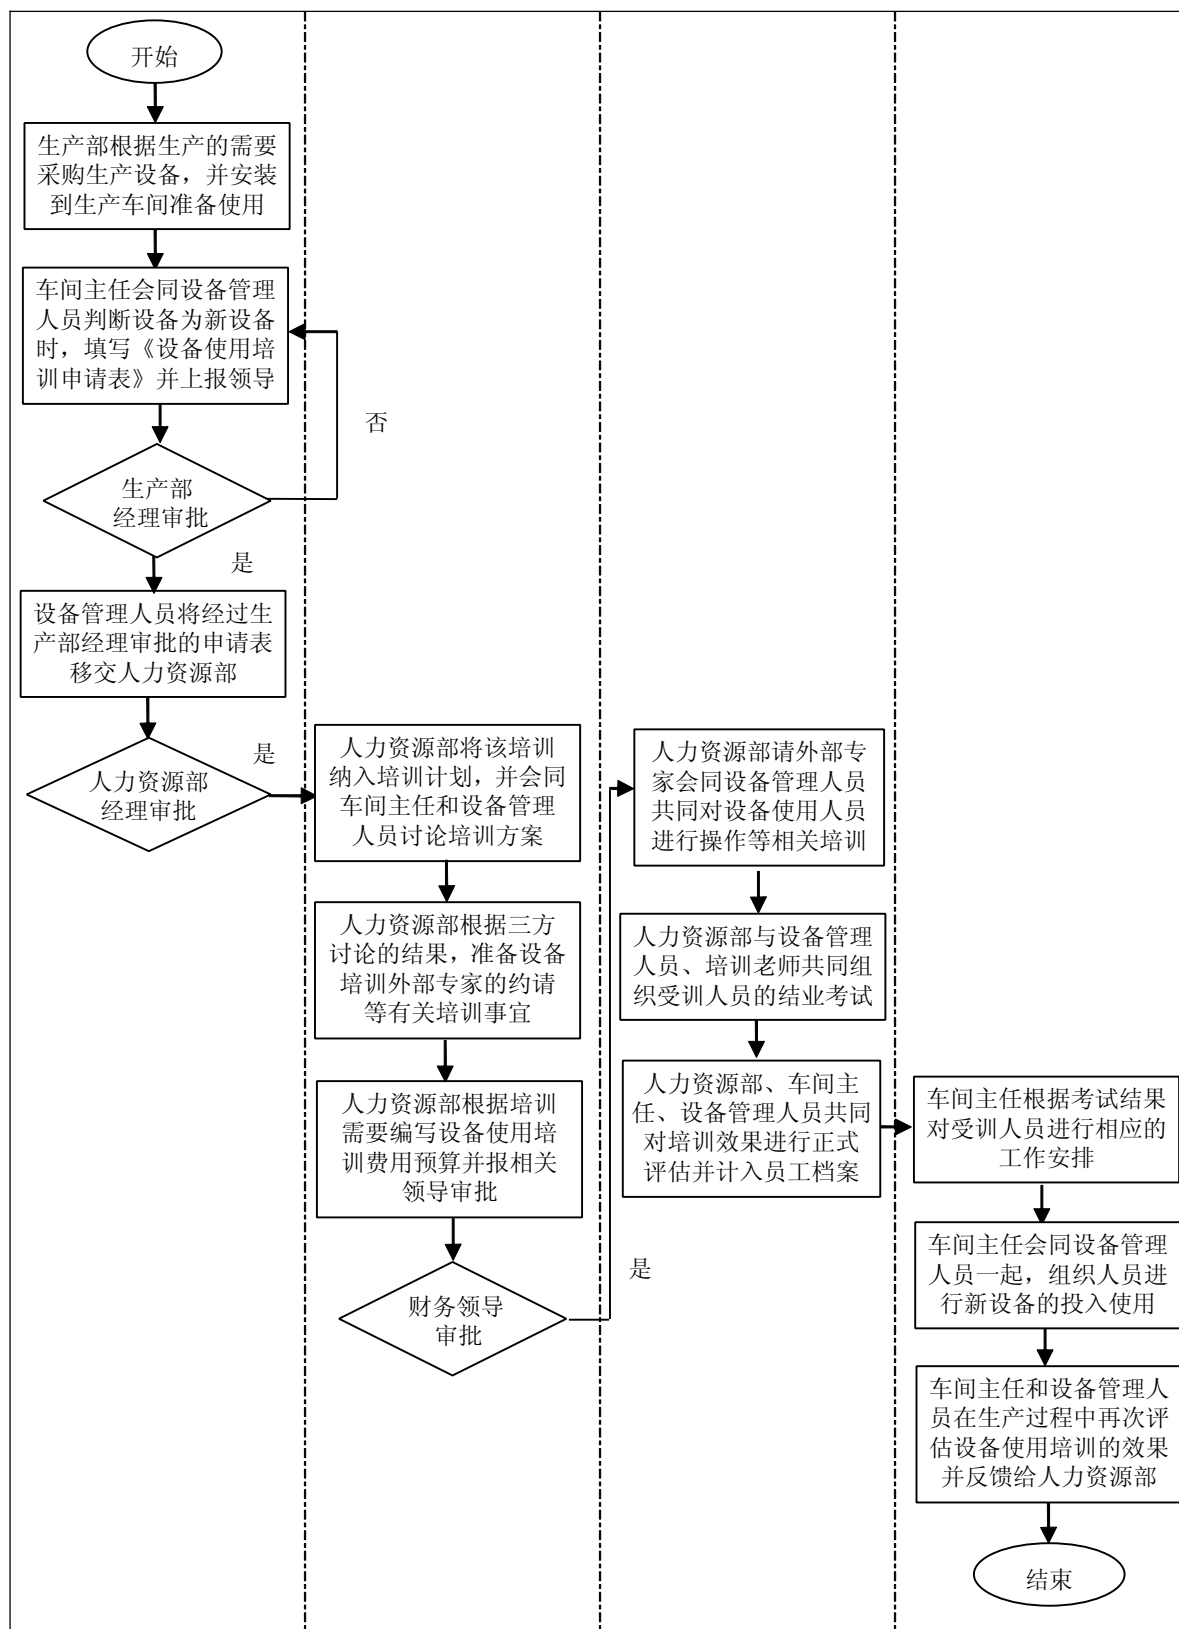 开始
生产部根据生产的需要
采购生产设备，并安装
到生产车间准备使用
车间主任会同设备管理
人员判断设备为新设备
时，填写《设备使用培
训申请表》并上报领导
否
生产部
经理审批
是
设备管理人员将经过生
产部经理审批的申请表
移交人力资源部
人力资源部
经理审批
是
人力资源部将该培训
纳入培训计划，并会同
车间主任和设备管理
人员讨论培训方案
人力资源部根据三方
讨论的结果，准备设备
培训外部专家的约请
等有关培训事宜
人力资源部根据培训
需要编写设备使用培
训费用预算并报相关
领导审批
财务领导
审批
是
人力资源部请外部专
家会同设备管理人员
共同对设备使用人员
进行操作等相关培训
人力资源部与设备管理
人员、培训老师共同组
织受训人员的结业考试
人力资源部、车间主
任、设备管理人员共同
对培训效果进行正式
评估并计入员工档案
车间主任根据考试结果
对受训人员进行相应的
工作安排
车间主任会同设备管理
人员一起，组织人员进
行新设备的投入使用
车间主任和设备管理人
员在生产过程中再次评
估设备使用培训的效果
并反馈给人力资源部
结束